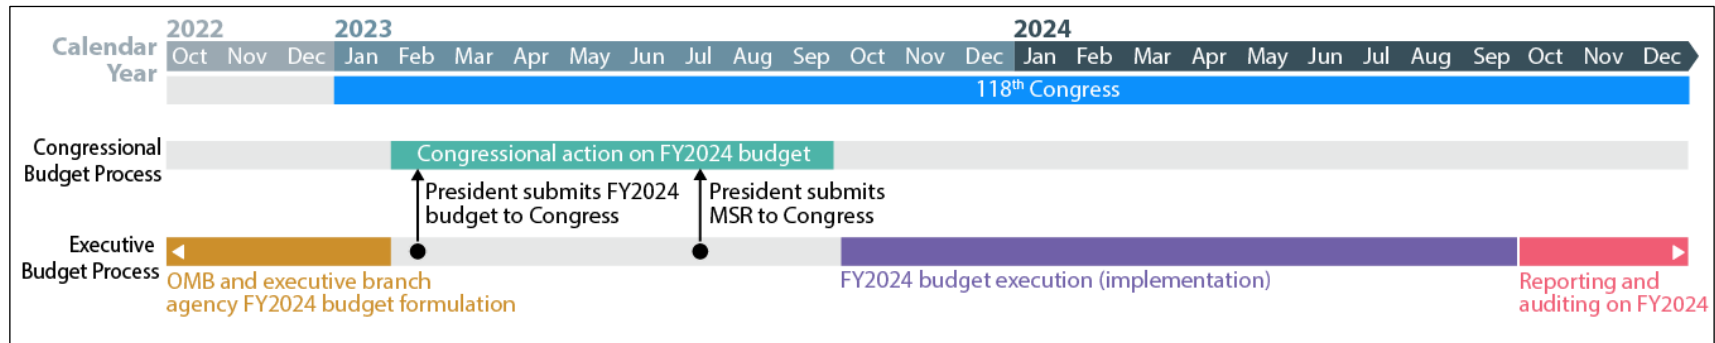 2022 2023 2024
Calendar Year
Oct Nov Dec Jan Feb Mar Apr May Jun Jul Aug Sep Oct Nov Dec Jan Feb Mar Apr May Jun Jul Aug Sep Oct Nov Dec
118th Congress
Congressional
Budget Process
Congressional action on FY2024 budget
President submits FY2024
budget to Congress
President submits
MSR to Congress
Executive
Budget Process
OMB and executive branch
agency FY2024 budget formulation
FY2024 budget execution (implementation)
Reporting and
auditing on FY2024